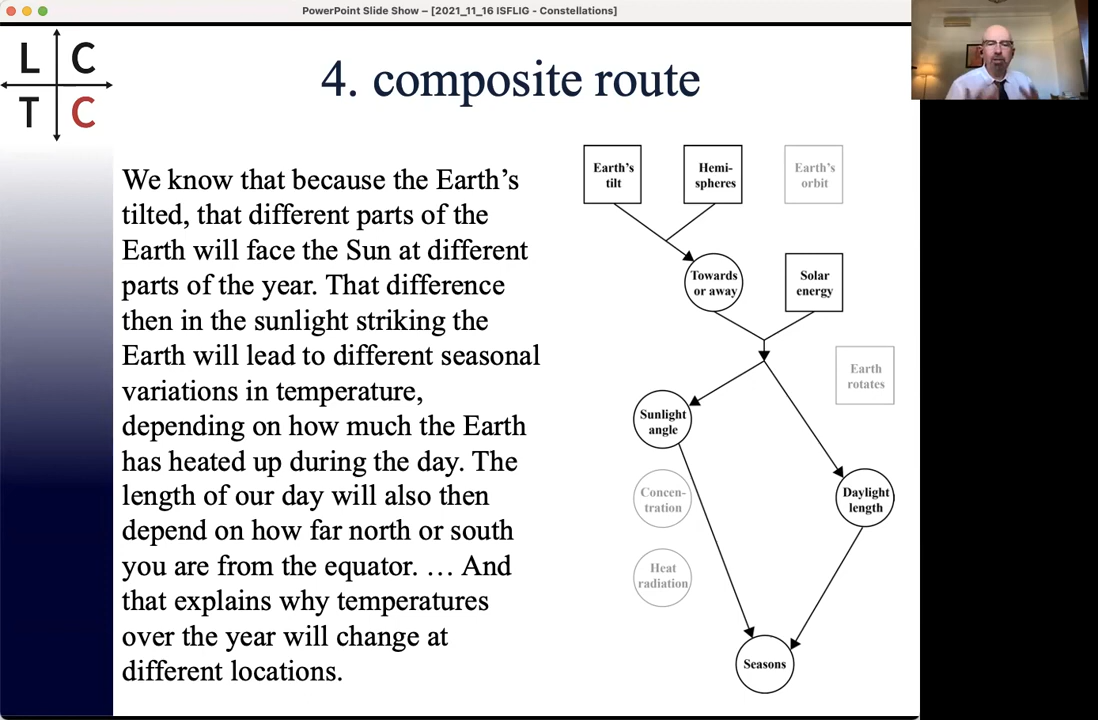 PowerPoint Slide Show – [2021_11_16 ISFLIG - Constellations]
L C
T C
4. composite route
We know that because the Earth's
tilted, that different parts of the
Earth will face the Sun at different
parts of the year. That difference
then in the sunlight striking the
Earth will lead to different seasonal
variations in temperature,
depending on how much the Earth
has heated up during the day. The
length of our day will also then
depend on how far north or south
you are from the equator. … And
that explains why temperatures
over the year will change at
different locations.
Earth's
tilt
Hemi-
spheres
Earth's
orbit
Towards
or away
Solar
energy
Earth
rotates
Sunlight
angle
Concen-
tration
Daylight
length
Heat
radiation
Seasons